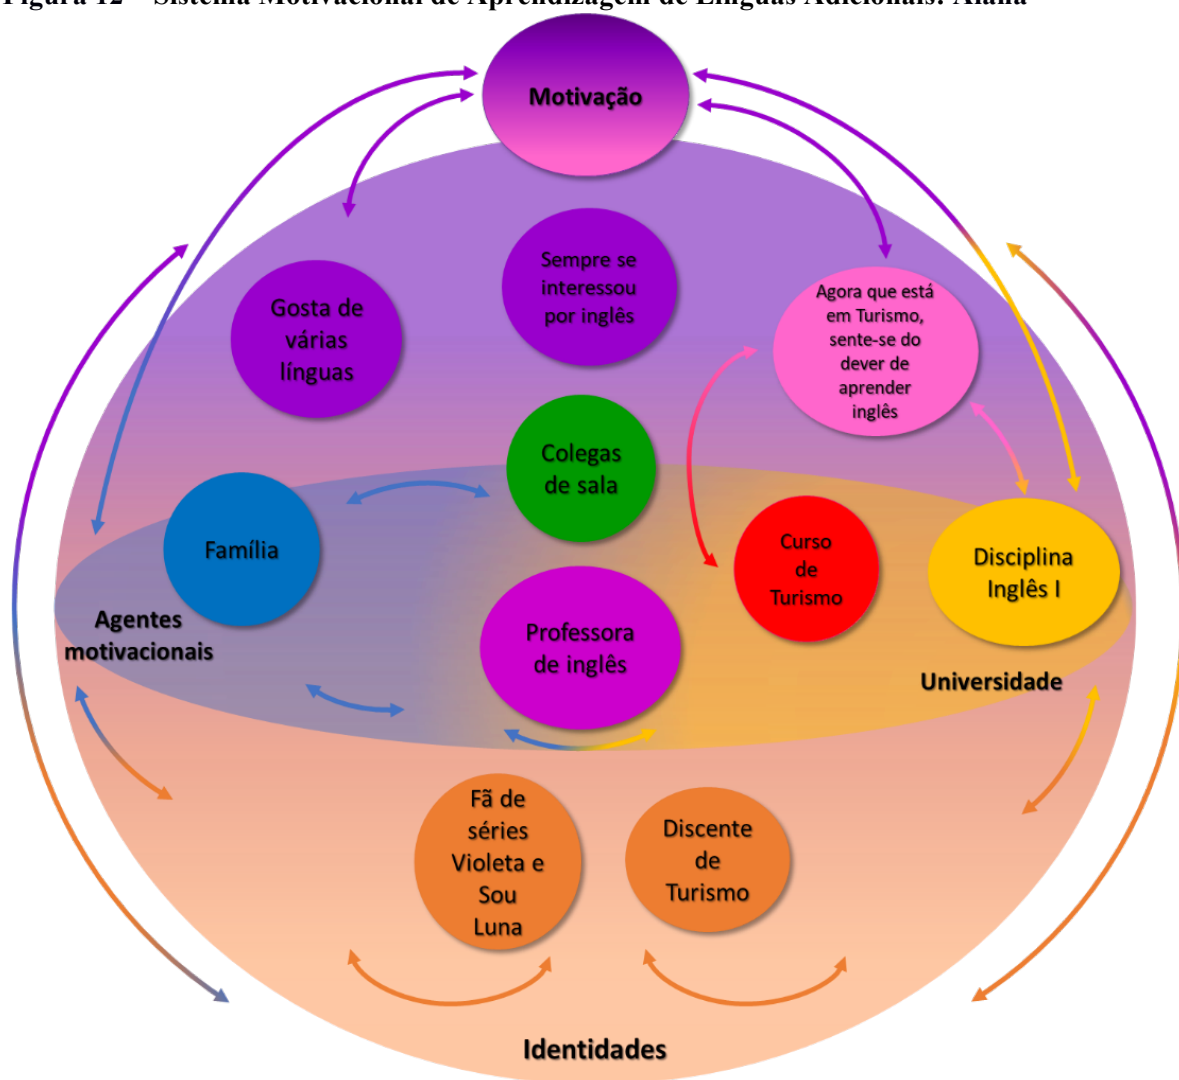 Figura 12 – Sistema Motivacional de Aprendizagem de Línguas Adicionais: Alana
Motivação
Sempre se
interessou
por inglês
Gosta de
várias
línguas
Agora que está
em Turismo,
sente-se do
dever de
aprender
inglês
Colegas
de sala
Família
Curso
de
Turismo
Disciplina
Inglês I
Agentes
motivacionais
Professora
de inglês
Universidade
Fã de
séries
Violeta e
Sou
Luna
Discente
de
Turismo
Identidades